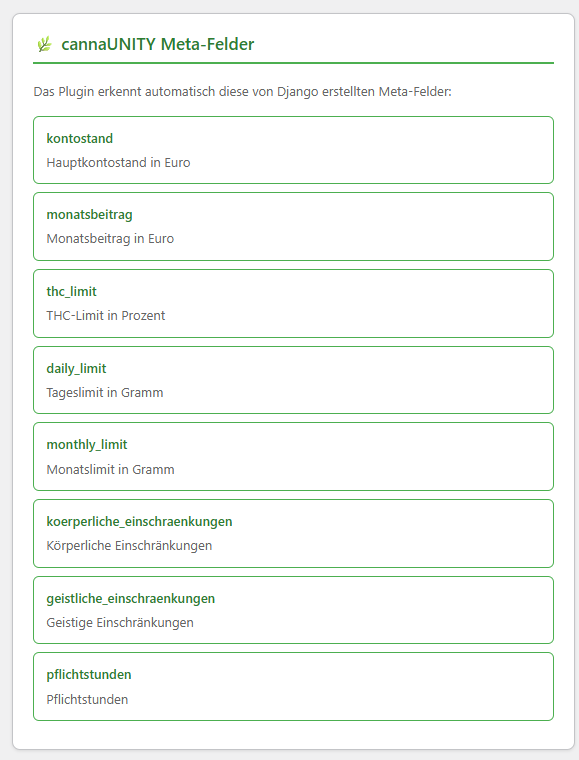 cannaUNITY Meta-Felder
Das Plugin erkennt automatisch diese von Django erstellten Meta-Felder:
kontostand
Hauptkontostand in Euro
monatsbeitrag
Monatsbeitrag in Euro
thc_limit
THC-Limit in Prozent
daily_limit
Tageslimit in Gramm
monthly_limit
Monatslimit in Gramm
koerperliche_einschraenkungen
Körperliche Einschränkungen
geistliche_einschraenkungen
Geistige Einschränkungen
pflichtstunden
Pflichtstunden